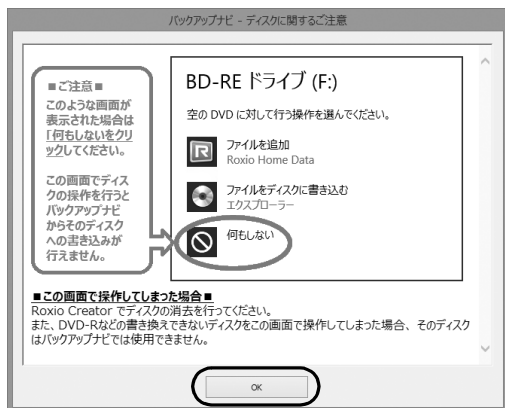 バックアップナビ - ディスクに関するご注意
■ご注意■
このような画面が
表示された場合は
「何もしないをクリ
ックしてください。
この画面でディス
クの操作を行うと
バックアップナビ
からそのディスク
への書き込みが
行えません。
BD-RE ドライブ (F:)
空の DVD に対して行う操作を選んでください。
ファイルを追加
Roxio Home Data
ファイルをディスクに書き込む
エクスプローラー
何もしない
■この画面で操作してしまった場合■
Roxio Creator でディスクの消去を行ってください。
また、DVD-Rなどの書き換えできないディスクをこの画面で操作してしまった場合、そのディスク
はバックアップナビでは使用できません。
OK